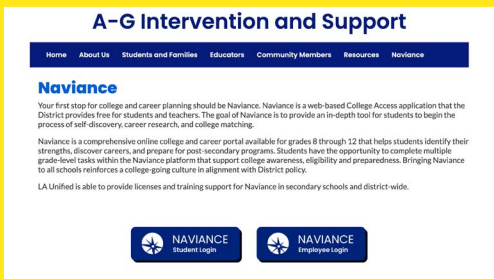 A-G Intervention and Support
Home About Us Students and Families Educators Community Members Resources Naviance
Naviance
Your first stop for college and career planning should be Naviance. Naviance is a web-based College Access application that the
District provides free for students and teachers. The goal of Naviance is to provide an in-depth tool for students to begin the
process of self-discovery, career research, and college matching.
Naviance is a comprehensive online college and career portal available for grades 8 through 12 that helps students identify their
strengths, discover careers, and prepare for post-secondary programs. Students have the opportunity to complete multiple
grade-level tasks within the Naviance platform that support college awareness, eligibility and preparedness. Bringing Naviance
to all schools reinforces a college-going culture in alignment with District policy.
LA Unified is able to provide licenses and training support for Naviance in secondary schools and district-wide.
NAVIANCE NAVIANCE
Student Login Employee Login